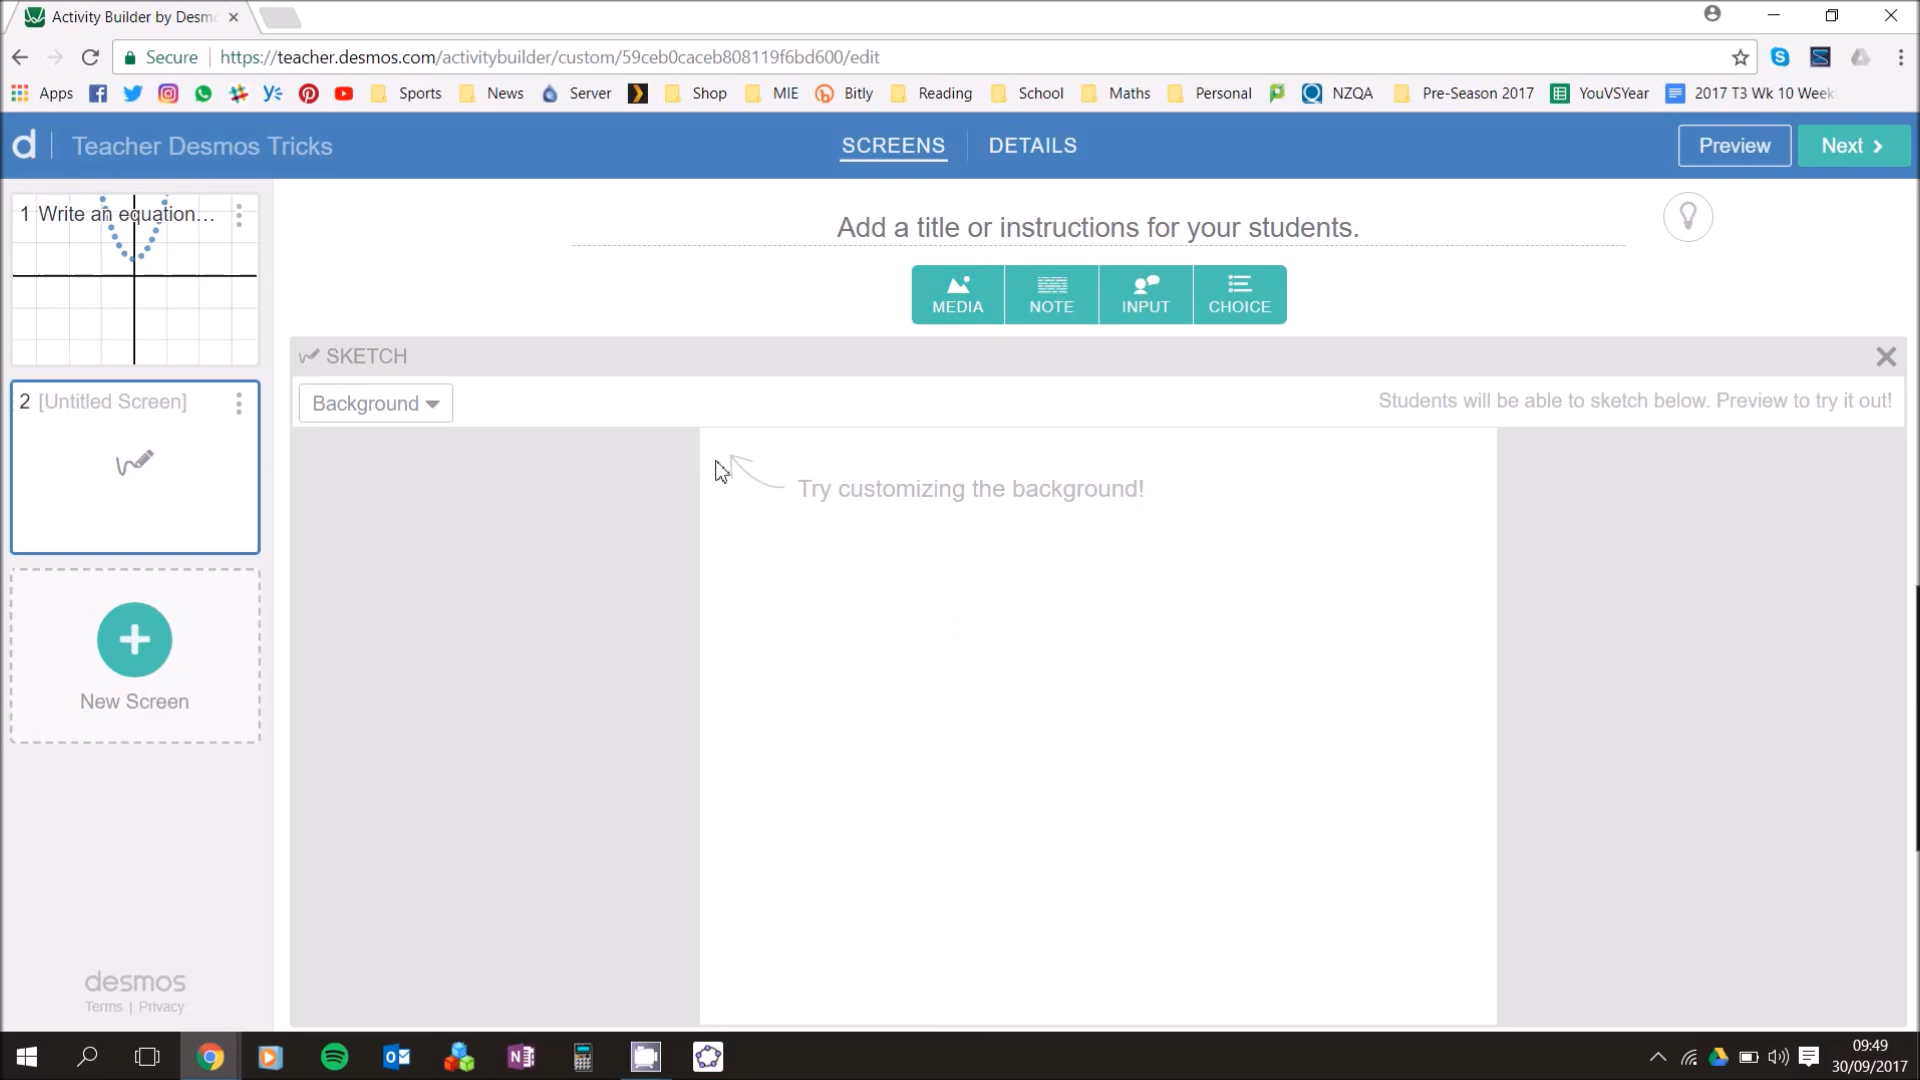 Activity Builder by Desm
Secure
https://teacher.desmos.com/activitybuilder/custom/59ceb0caceb808119f6bd600/edit
Apps Sports News Server Shop MIE Bitly Reading School Maths Personal NZQA Pre-Season 2017 YouVSYear 2017 T3 Wk 10 Week
d Teacher Desmos Tricks SCREENS DETAILS Preview Next
1 Write an equation...
Add a title or instructions for your students.
MEDIA NOTE INPUT CHOICE
SKETCH
2 [Untitled Screen]
Background
Students will be able to sketch below. Preview to try it out!
Try customizing the background!
New Screen
desmos
Terms | Privacy
09:49
30/09/2017